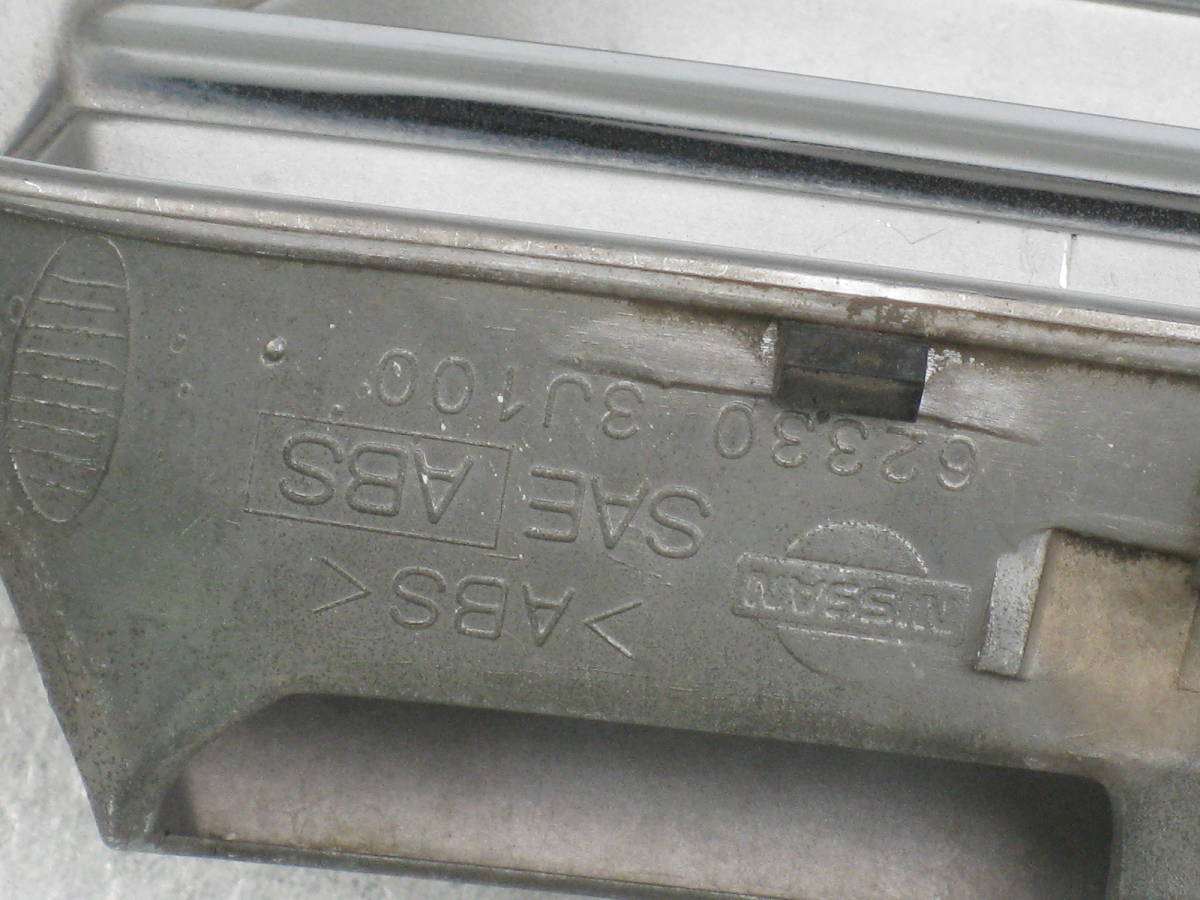 >ABS<
NISSAN
SAE ABS
62330 3J100